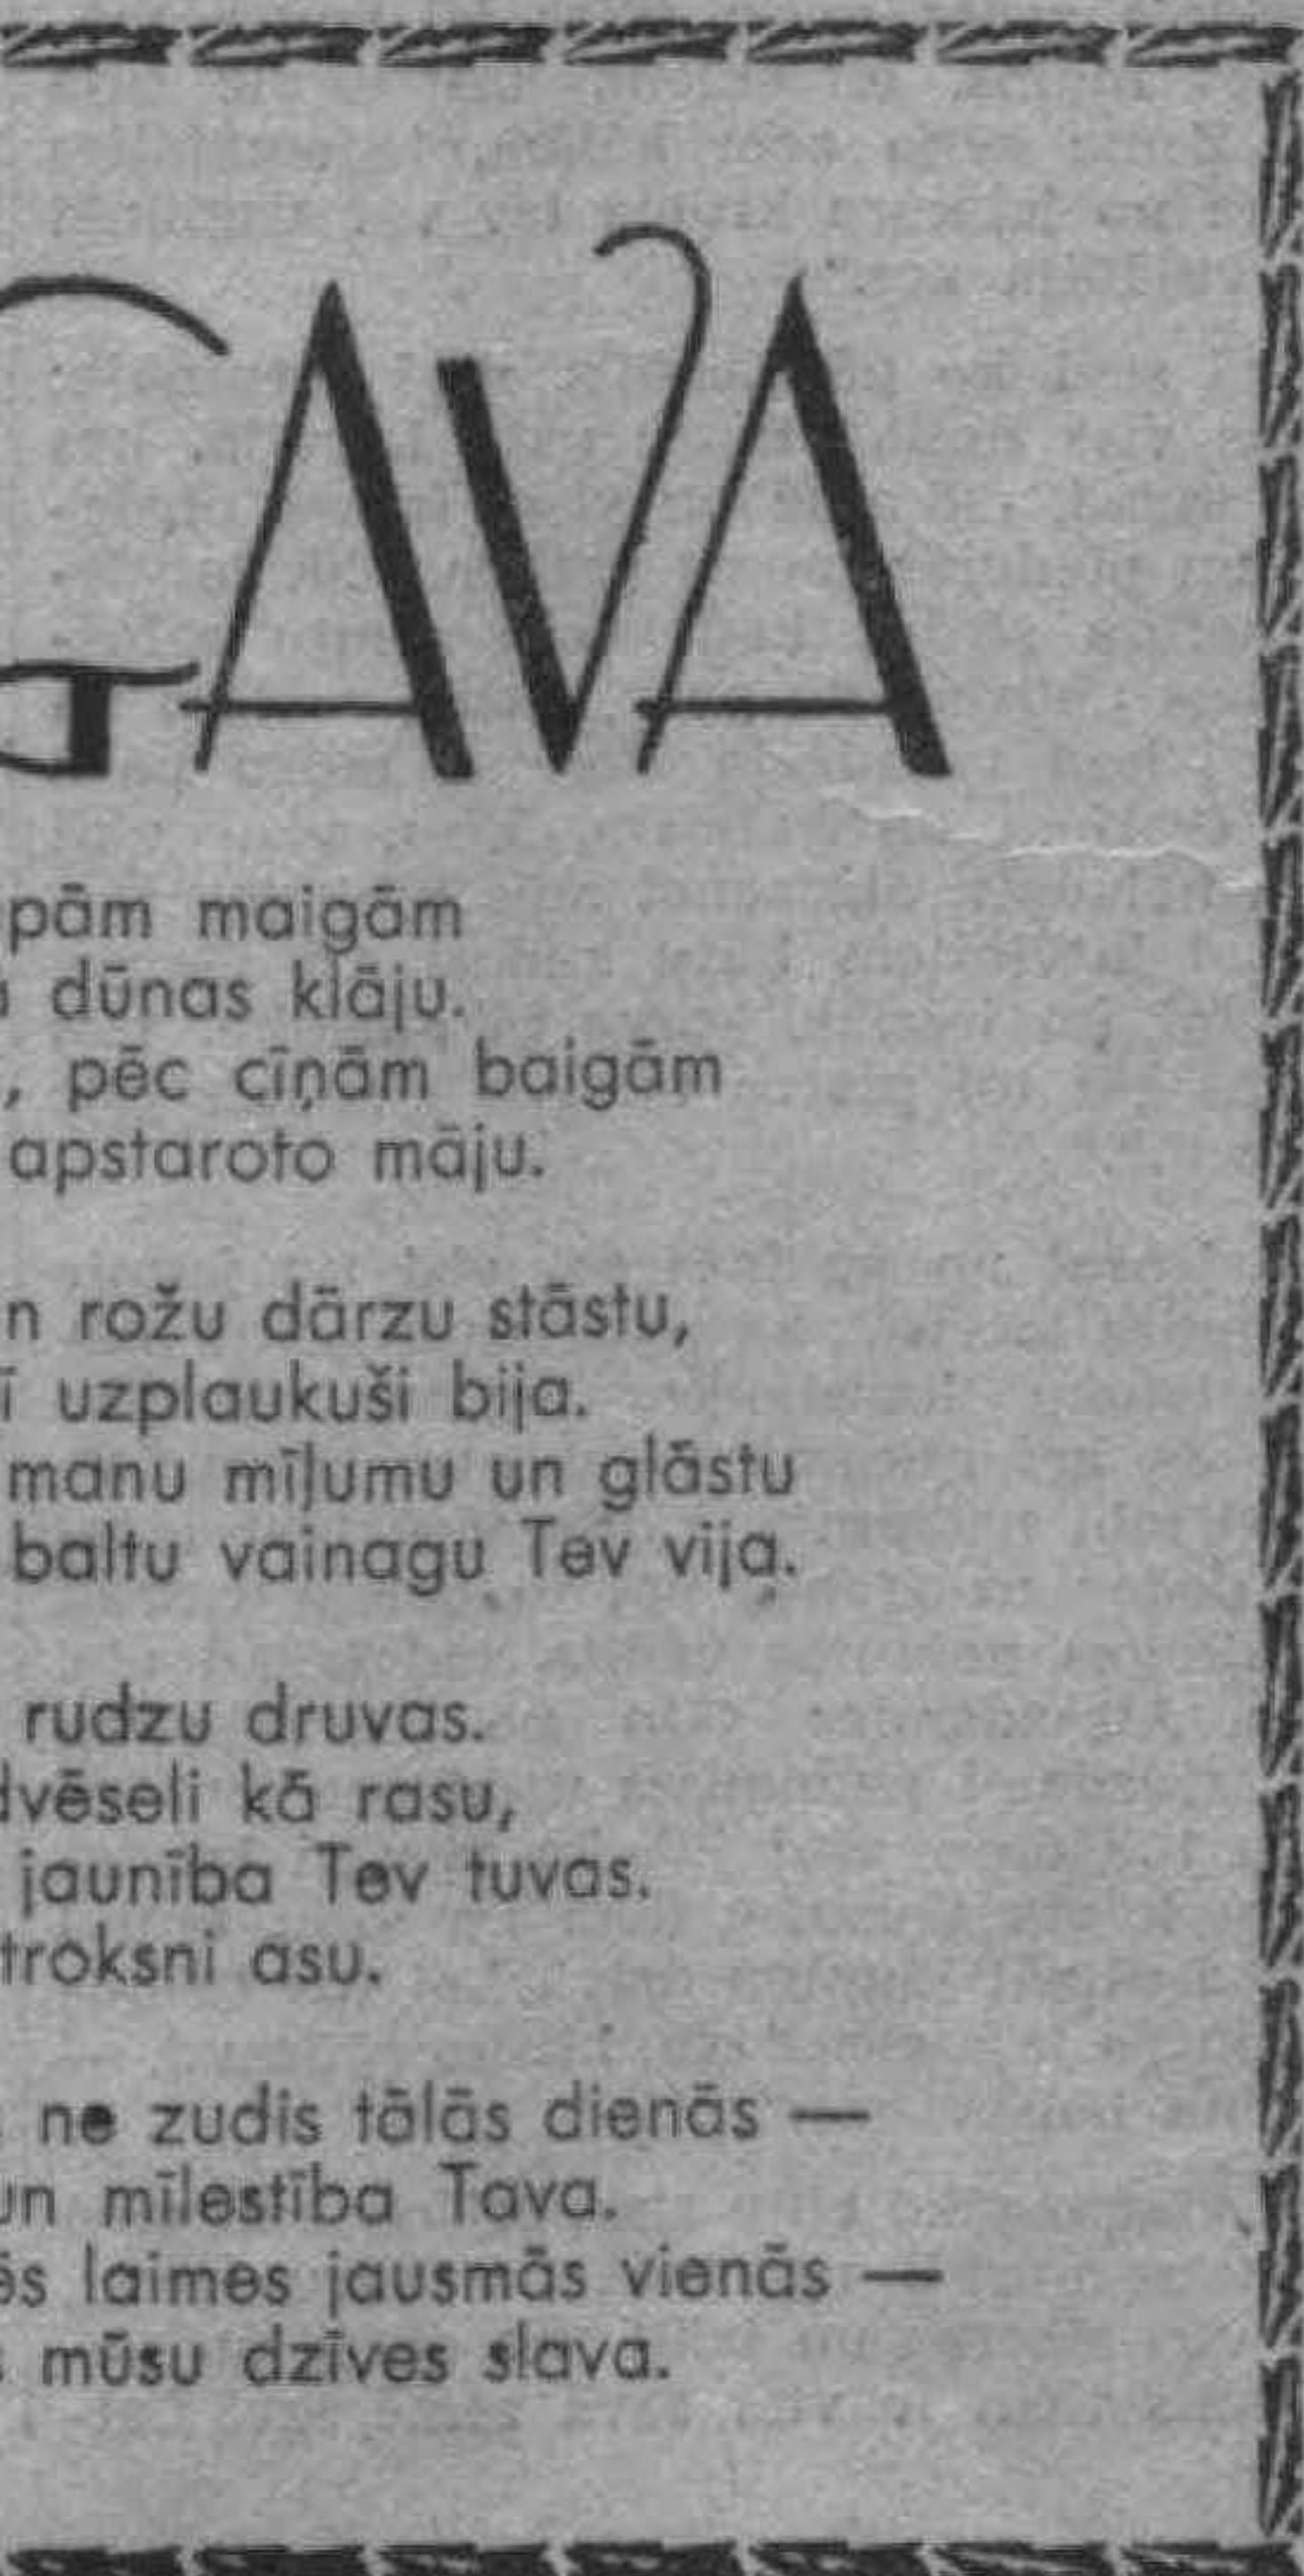 GAVA
pām maigām
dūnas klāju.
, pēc cīņām baigām
apstaroto māju.
rožu dārzu stāstu,
ī uzplaukuši bija.
manu mīļumu un glāstu
baltu vainagu Tev vija.
rudzu druvas.
dvēseli kā rasu,
jaunība Tev tuvas.
troksni asu.
ne zudis tālās dienās —
un mīlestība Tava.
ēs laimes jausmās vienās —
mūsu dzīves slava.